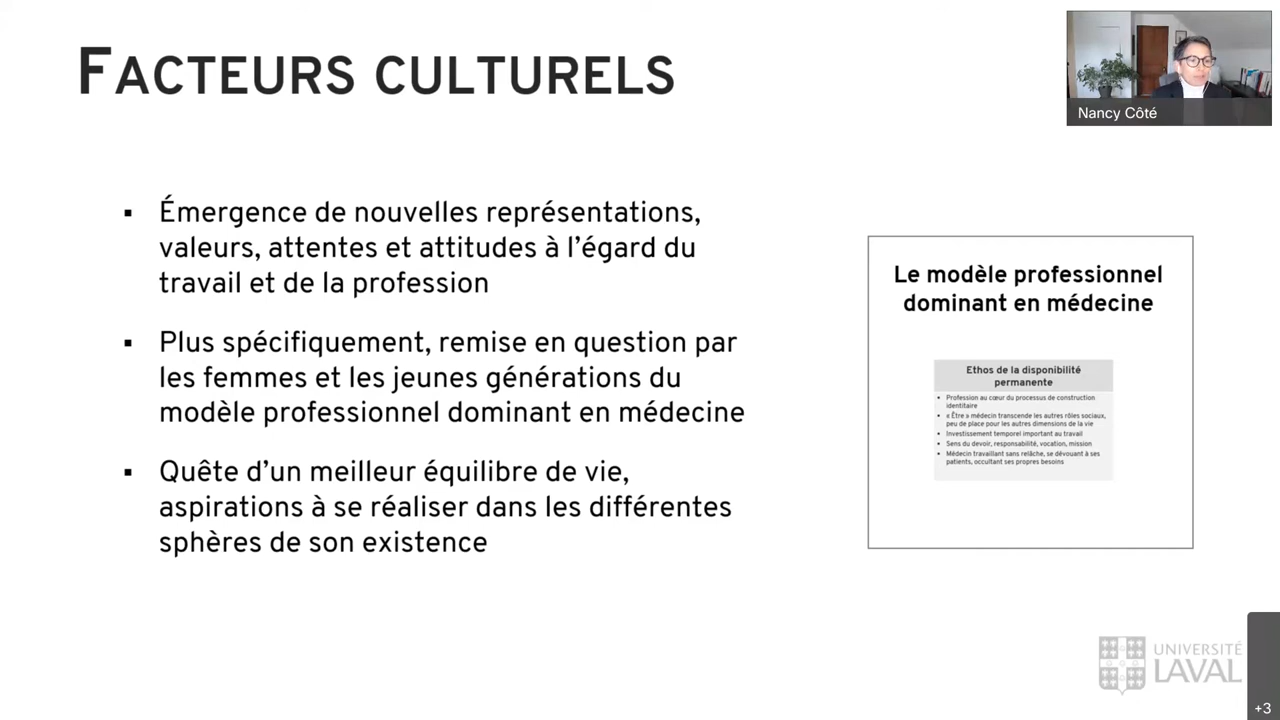 FACTEURS CULTURELS
Nancy Côté
▪ Émergence de nouvelles représentations,
valeurs, attentes et attitudes à l'égard du
travail et de la profession
▪ Plus spécifiquement, remise en question par
les femmes et les jeunes générations du
modèle professionnel dominant en médecine
▪ Quête d'un meilleur équilibre de vie,
aspirations à se réaliser dans les différentes
sphères de son existence
Le modèle professionnel
dominant en médecine
Ethos de la disponibilité
permanente
• Profession au cœur du processus de construction
identitaire
• « Être » médecin transcende les autres rôles sociaux,
peu de place pour les autres dimensions de la vie
• Investissement temporel important au travail
• Sens du devoir, responsabilité, vocation, mission
• Médecin travaillant sans relâche, se dévouant à ses
patients, occultant ses propres besoins
UNIVERSITÉ
LAVAL
+3